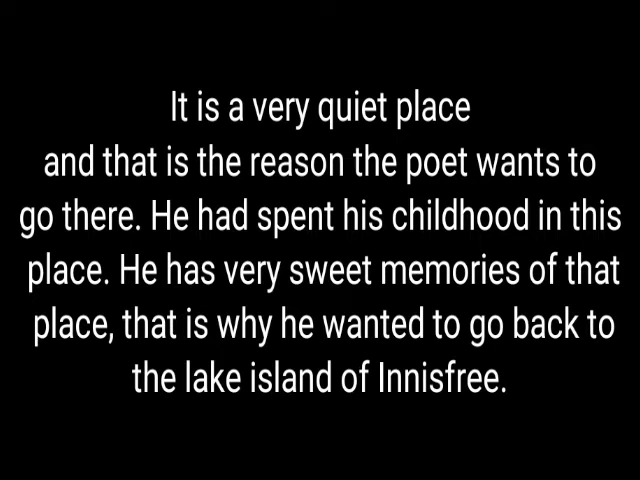 It is a very quiet place
and that is the reason the poet wants to
go there. He had spent his childhood in this
place. He has very sweet memories of that
place, that is why he wanted to go back to
the lake island of Innisfree.